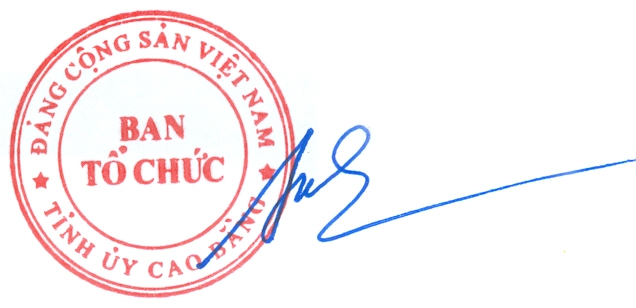 ĐẢNG CỘNG SẢN VIỆT NAM
BAN
TỔ CHỨC
TỈNH ỦY CAO BẰNG